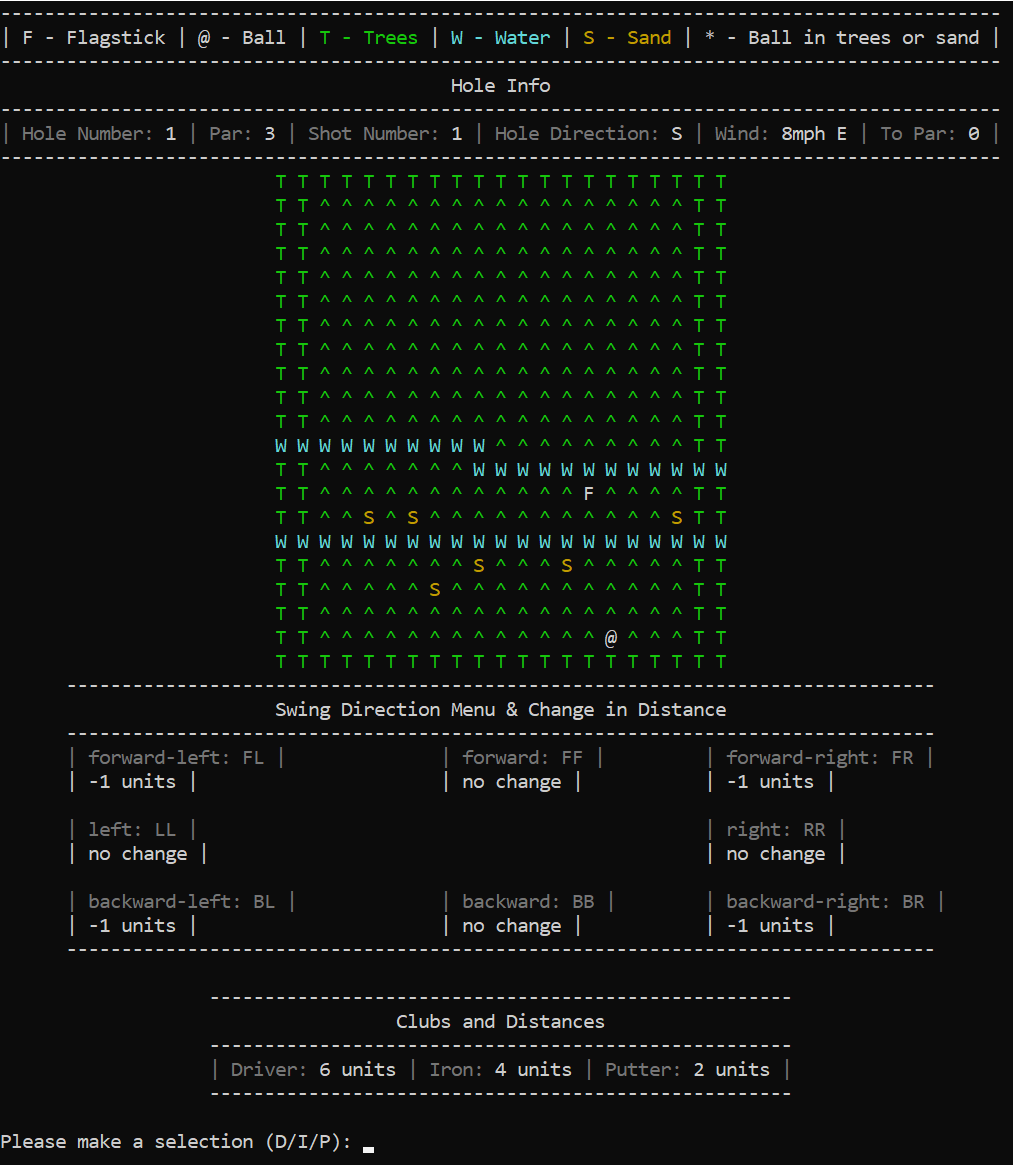 -------------------------------------------------------------------------------------------
| F - Flagstick | @ - Ball | T - Trees | W - Water | S - Sand | * - Ball in trees or sand |
-------------------------------------------------------------------------------------------
Hole Info
-------------------------------------------------------------------------------------------
| Hole Number: 1 | Par: 3 | Shot Number: 1 | Hole Direction: S | Wind: 8mph E | To Par: 0 |
-------------------------------------------------------------------------------------------
T T T T T T T T T T T T T T T T T T T T T
T T ^ ^ ^ ^ ^ ^ ^ ^ ^ ^ ^ ^ ^ ^ ^ ^ ^ T T
T T ^ ^ ^ ^ ^ ^ ^ ^ ^ ^ ^ ^ ^ ^ ^ ^ ^ T T
T T ^ ^ ^ ^ ^ ^ ^ ^ ^ ^ ^ ^ ^ ^ ^ ^ ^ T T
T T ^ ^ ^ ^ ^ ^ ^ ^ ^ ^ ^ ^ ^ ^ ^ ^ ^ T T
T T ^ ^ ^ ^ ^ ^ ^ ^ ^ ^ ^ ^ ^ ^ ^ ^ ^ T T
T T ^ ^ ^ ^ ^ ^ ^ ^ ^ ^ ^ ^ ^ ^ ^ ^ ^ T T
T T ^ ^ ^ ^ ^ ^ ^ ^ ^ ^ ^ ^ ^ ^ ^ ^ ^ T T
T T ^ ^ ^ ^ ^ ^ ^ ^ ^ ^ ^ ^ ^ ^ ^ ^ ^ T T
T T ^ ^ ^ ^ ^ ^ ^ ^ ^ ^ ^ ^ ^ ^ ^ ^ ^ T T
T T ^ ^ ^ ^ ^ ^ ^ ^ ^ ^ ^ ^ ^ ^ ^ ^ ^ T T
W W W W W W W W W W ^ ^ ^ ^ ^ ^ ^ ^ ^ T T
T T ^ ^ ^ ^ ^ ^ ^ W W W W W W W W W W W W
T T ^ ^ ^ ^ ^ ^ ^ ^ ^ ^ ^ ^ F ^ ^ ^ ^ T T
T T ^ ^ S ^ S ^ ^ ^ ^ ^ ^ ^ ^ ^ ^ ^ S T T
W W W W W W W W W W W W W W W W W W W W W
T T ^ ^ ^ ^ ^ ^ ^ S ^ ^ ^ S ^ ^ ^ ^ ^ T T
T T ^ ^ ^ ^ ^ S ^ ^ ^ ^ ^ ^ ^ ^ ^ ^ ^ T T
T T ^ ^ ^ ^ ^ ^ ^ ^ ^ ^ ^ ^ ^ ^ ^ ^ ^ T T
T T ^ ^ ^ ^ ^ ^ ^ ^ ^ ^ ^ ^ ^ @ ^ ^ ^ T T
T T T T T T T T T T T T T T T T T T T T T
-------------------------------------------------------------------------------
Swing Direction Menu & Change in Distance
-------------------------------------------------------------------------------
| forward-left: FL | | forward: FF | | forward-right: FR |
| -1 units | | no change | | -1 units |
| left: LL | | right: RR |
| no change | | no change |
| backward-left: BL | | backward: BB | | backward-right: BR |
| -1 units | | no change | | -1 units |
-------------------------------------------------------------------------------
-----------------------------------------------------
Clubs and Distances
-----------------------------------------------------
| Driver: 6 units | Iron: 4 units | Putter: 2 units |
-----------------------------------------------------
Please make a selection (D/I/P):